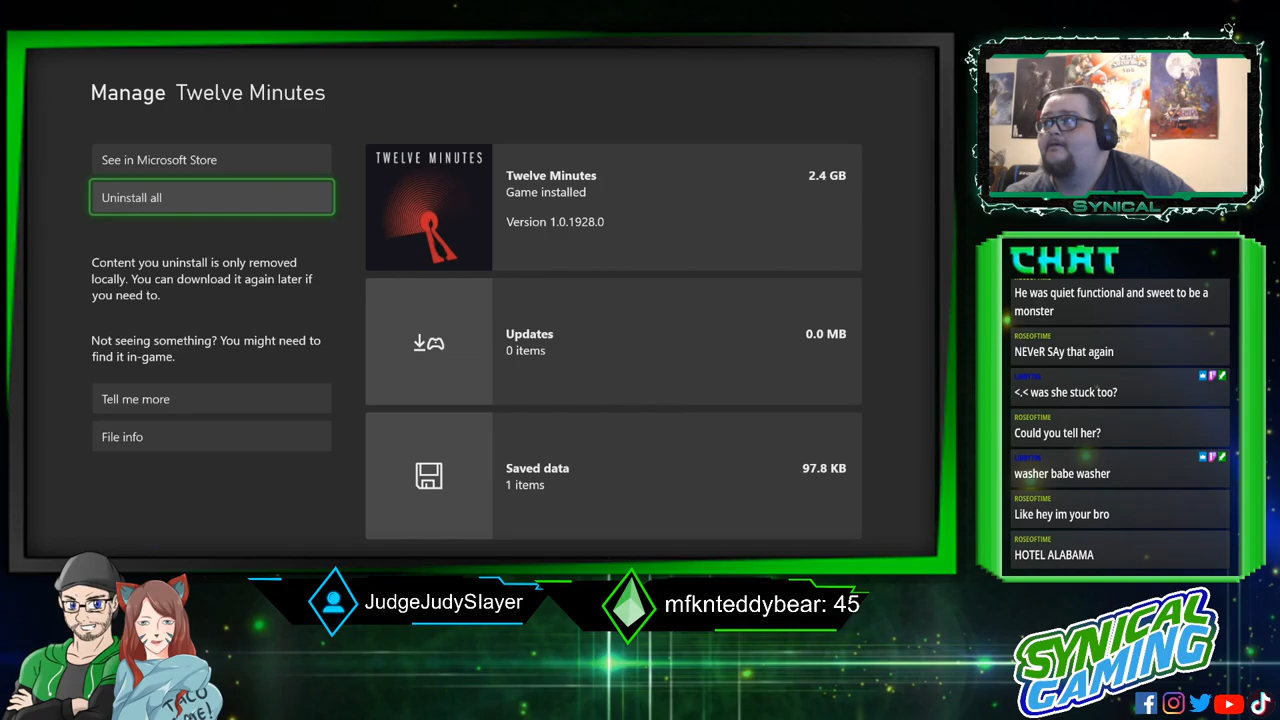 Manage Twelve Minutes
See in Microsoft Store
Uninstall all
Content you uninstall is only removed
locally. You can download it again later if
you need to.
Not seeing something? You might need to
find it in-game.
Tell me more
File info
TWELVE MINUTES
Twelve Minutes
2.4 GB
Game installed
Version 1.0.1928.0
Updates
0.0 MB
0 items
Saved data
97.8 KB
1 items
SYNICAL
CHAT
He was quiet functional and sweet to be a
monster
ROSEOFTIME
NEVeR SAy that again
<.< was she stuck too?
ROSEOFTIME
Could you tell her?
washer babe washer
ROSEOFTIME
Like hey im your bro
ROSEOFTIME
HOTEL ALABAMA
JudgeJudySlayer
mfknteddybear: 45
TACO
ME!
SYNICAL
GAMING